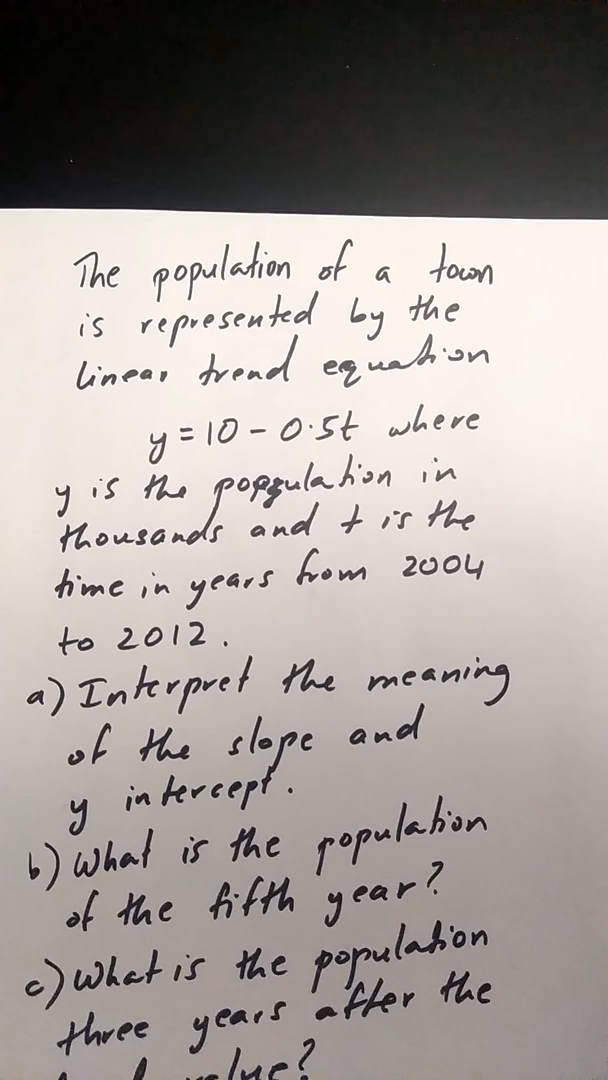 The population of a town
is represented by the
linear trend equation
y = 10 - 0.5t where
y is the population in
thousands and t is the
time in years from 2004
to 2012.
a) Interpret the meaning
of the slope and
y intercept.
b) What is the population
of the fifth year?
c) What is the population
three years after the
value?